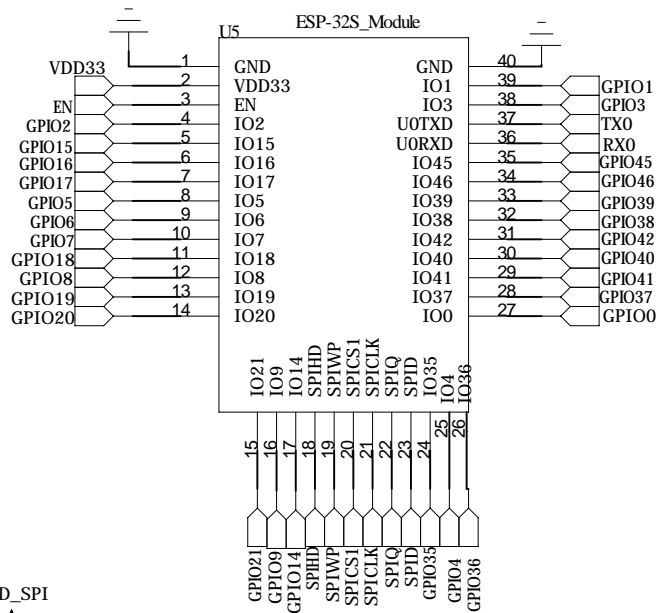 ESP-32S_Module
U5
VDD33 1 GND GND 40
2 VDD33 IO1 39 GPIO1
EN 3 EN IO3 38 GPIO3
GPIO2 4 IO2 U0TXD 37 TX0
GPIO15 5 IO15 U0RXD 36 RX0
GPIO16 6 IO16 IO45 35 GPIO45
GPIO17 7 IO17 IO46 34 GPIO46
GPIO5 8 IO5 IO39 33 GPIO39
GPIO6 9 IO6 IO38 32 GPIO38
GPIO7 10 IO7 IO42 31 GPIO42
GPIO18 11 IO18 IO40 30 GPIO40
GPIO8 12 IO8 IO41 29 GPIO41
GPIO19 13 IO19 IO37 28 GPIO37
GPIO20 14 IO20 IO0 27 GPIO0
IO21 IO9 IO14 SPIHD SPIWP SPICS1 SPICLK SPIQ SPID IO35 IO4 IO36
15 16 17 18 19 20 21 22 23 24 25 26
GPIO21 GPIO9 GPIO14 SPIHD SPIWP SPICS1 SPICLK SPIQ SPID GPIO35 GPIO4 GPIO36
D_SPI